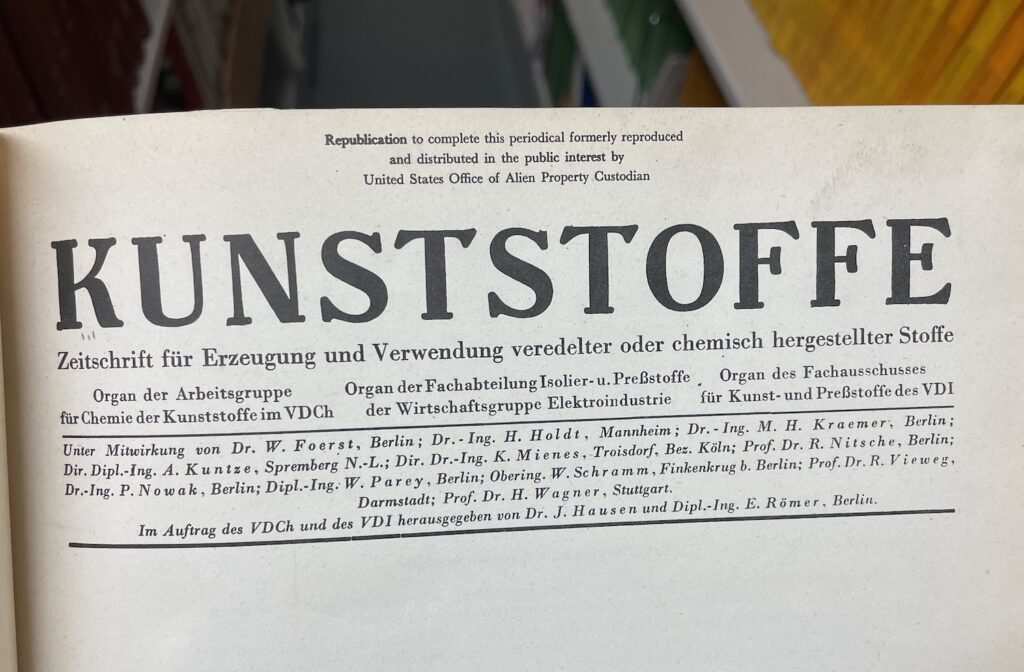 Republication to complete this periodical formerly reproduced
and distributed in the public interest by
United States Office of Alien Property Custodian
KUNSTSTOFFE
Zeitschrift für Erzeugung und Verwendung veredelter oder chemisch hergestellter Stoffe
Organ der Arbeitsgruppe
für Chemie der Kunststoffe im VDCh
Organ der Fachabteilung Isolier- u. Preßstoffe
der Wirtschaftsgruppe Elektroindustrie
Organ des Fachausschusses
für Kunst- und Preßstoffe des VDI
Unter Mitwirkung von Dr. W. Foerst, Berlin; Dr.-Ing. H. Holdt, Mannheim; Dr.-Ing. M. H. Kraemer, Berlin;
Dir. Dipl.-Ing. A. Kuntze, Spremberg N.-L.; Dir. Dr.-Ing. K. Mienes, Troisdorf, Bez. Köln; Prof. Dr. R. Nitsche, Berlin;
Dr.-Ing. P. Nowak, Berlin; Dipl.-Ing. W. Parey, Berlin; Obering. W. Schramm, Finkenkrug b. Berlin; Prof. Dr. R. Vieweg,
Darmstadt; Prof. Dr. H. Wagner, Stuttgart.
Im Auftrag des VDCh und des VDI herausgegeben von Dr. J. Hausen und Dipl.-Ing. E. Römer, Berlin.